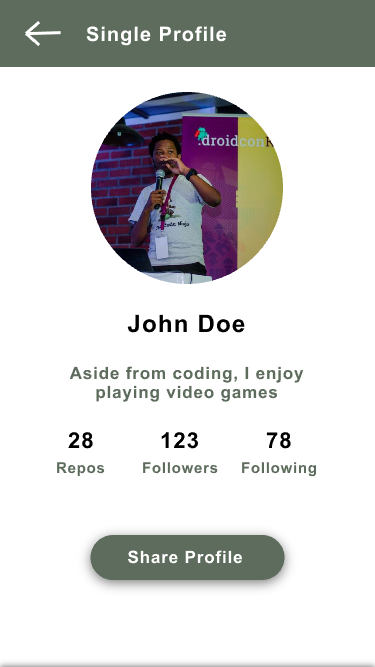 Single Profile
droidconK
John Doe
Aside from coding, I enjoy
playing video games
28 123 78
Repos Followers Following
Share Profile